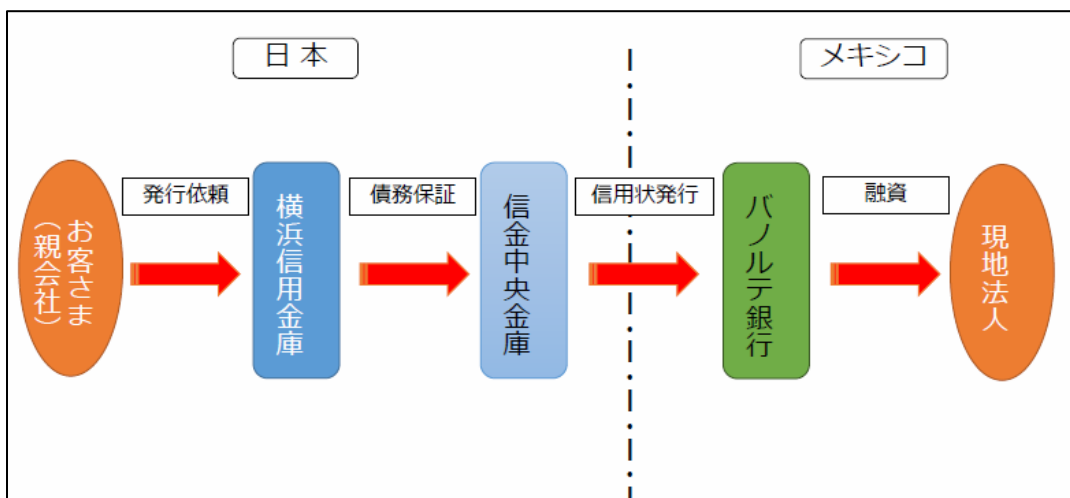 日本
メキシコ
お客さま
（親会社）
発行依頼
横浜信用金庫
債務保証
信金中央金庫
信用状発行
バノルテ銀行
融資
現地法人